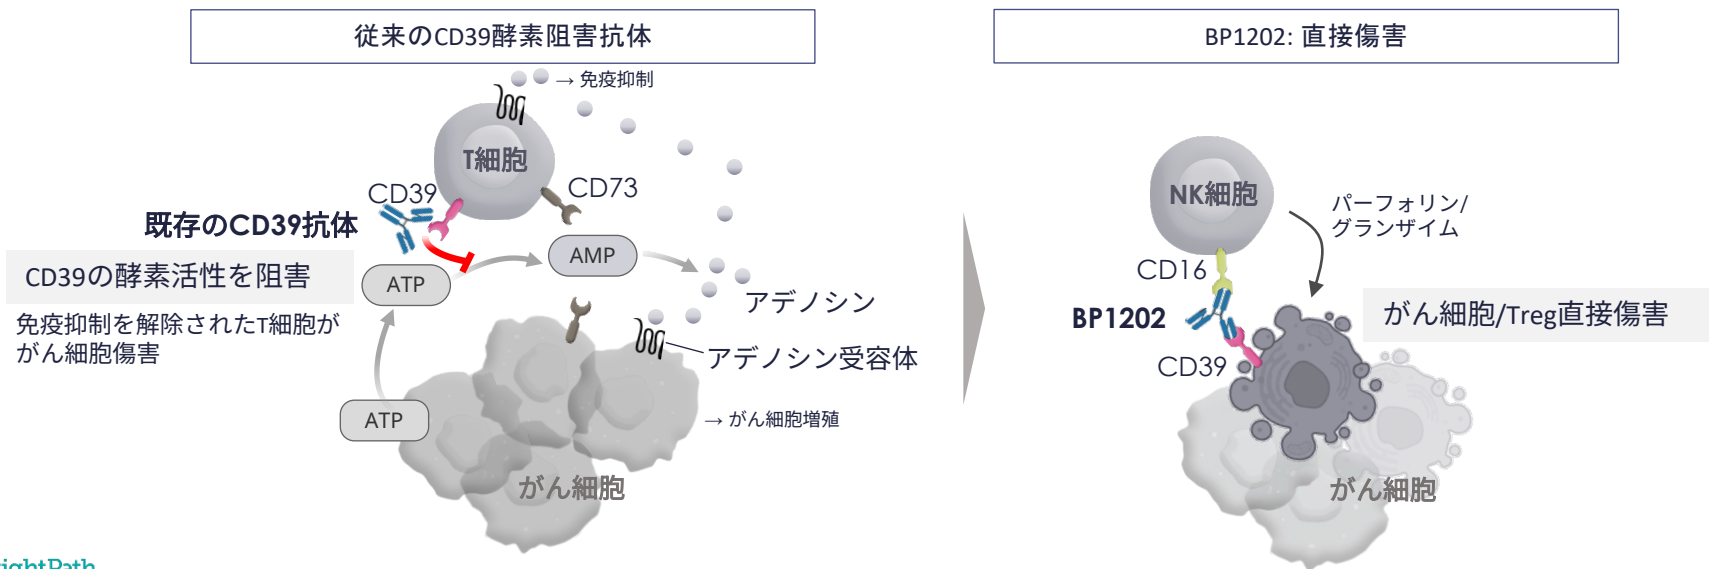 従来のCD39酵素阻害抗体
→ 免疫抑制
T細胞
CD39
CD73
既存のCD39抗体
CD39の酵素活性を阻害
ATP
AMP
免疫抑制を解除されたT細胞が
がん細胞傷害
アデノシン
アデノシン受容体
ATP
→ がん細胞増殖
がん細胞
BP1202: 直接傷害
NK細胞
パーフォリン/
グランザイム
CD16
BP1202
がん細胞/Treg直接傷害
CD39
がん細胞